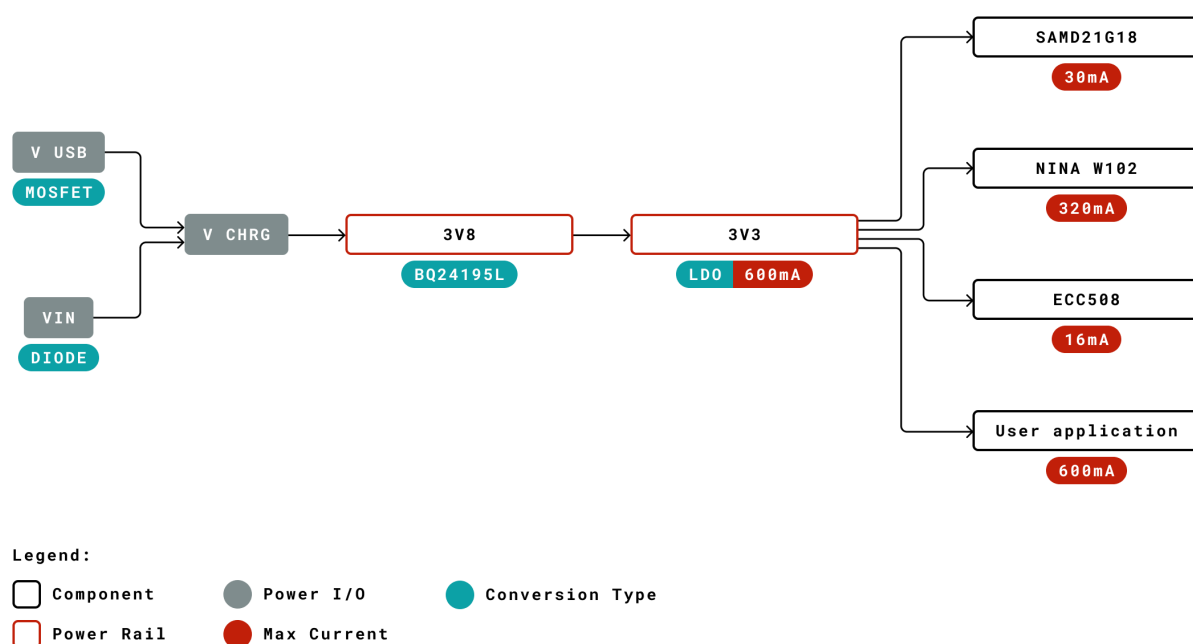 SAMD21G18
30mA
V USB
MOSFET
NINA W102
320mA
V CHRG
3V8
BQ24195L
3V3
LDO 600mA
VIN
DIODE
ECC508
16mA
User application
600mA
Legend:
Component
Power I/O
Conversion Type
Power Rail
Max Current